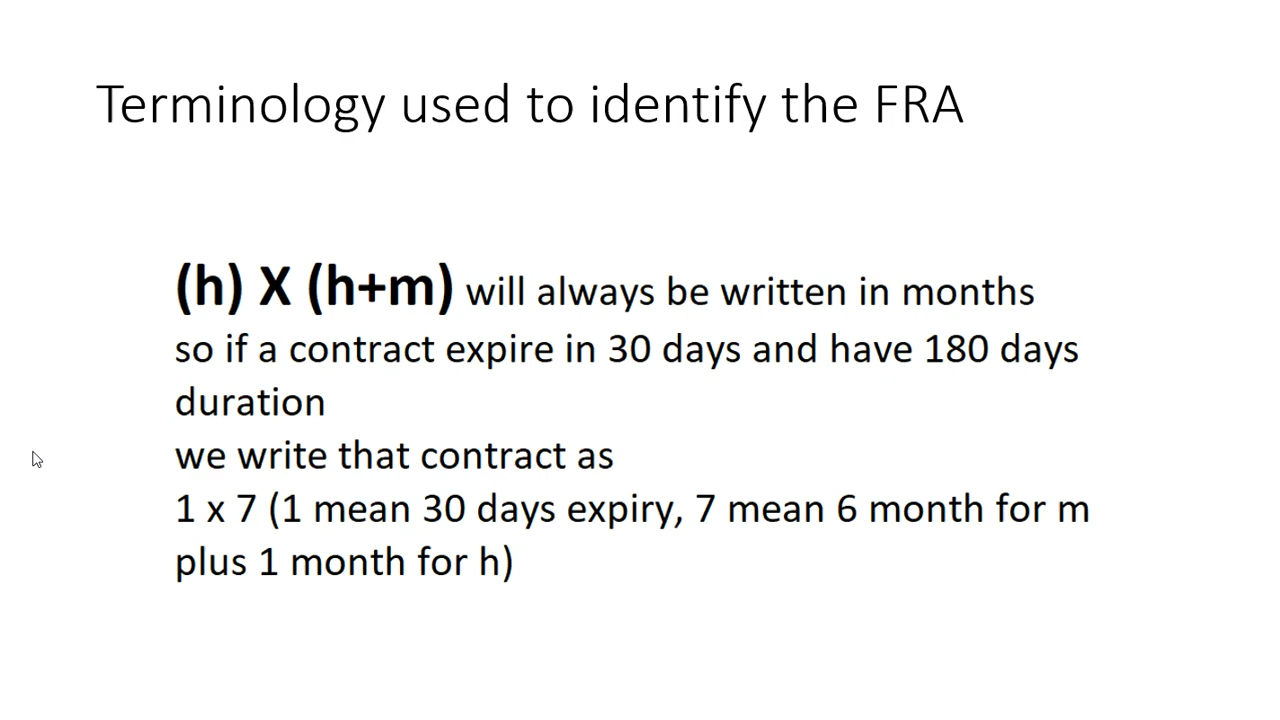 Terminology used to identify the FRA
(h) X (h+m) will always be written in months
so if a contract expire in 30 days and have 180 days
duration
we write that contract as
1 x 7 (1 mean 30 days expiry, 7 mean 6 month for m
plus 1 month for h)